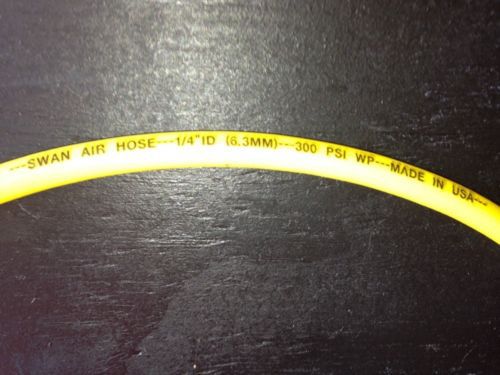 ---SWAN AIR HOSE---1/4"ID (6.3MM)---300 PSI WP---MADE IN USA---